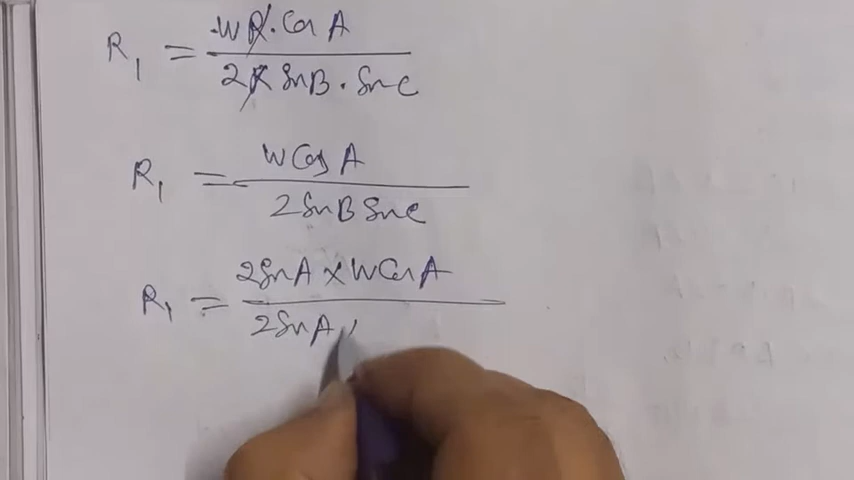 R₁ = WR · Cos A / 2R SinB · SinC
R₁ = W Cos A / 2 SinB SinC
R₁ = 2SinA × W Cos A / 2SinA